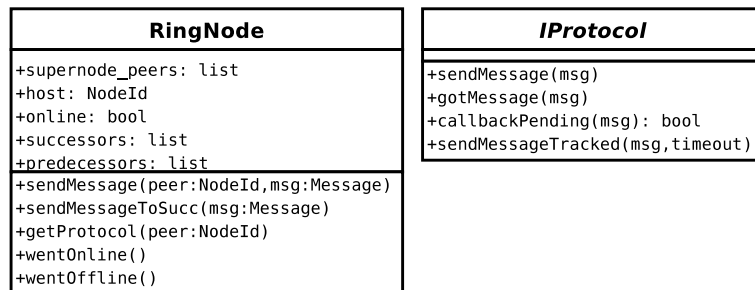 RingNode
+supernode_peers: list
+host: NodeId
+online: bool
+successors: list
+predecessors: list
+sendMessage(peer:NodeId,msg:Message)
+sendMessageToSucc(msg:Message)
+getProtocol(peer:NodeId)
+wentOnline()
+wentOffline()
IProtocol
+sendMessage(msg)
+gotMessage(msg)
+callbackPending(msg): bool
+sendMessageTracked(msg,timeout)